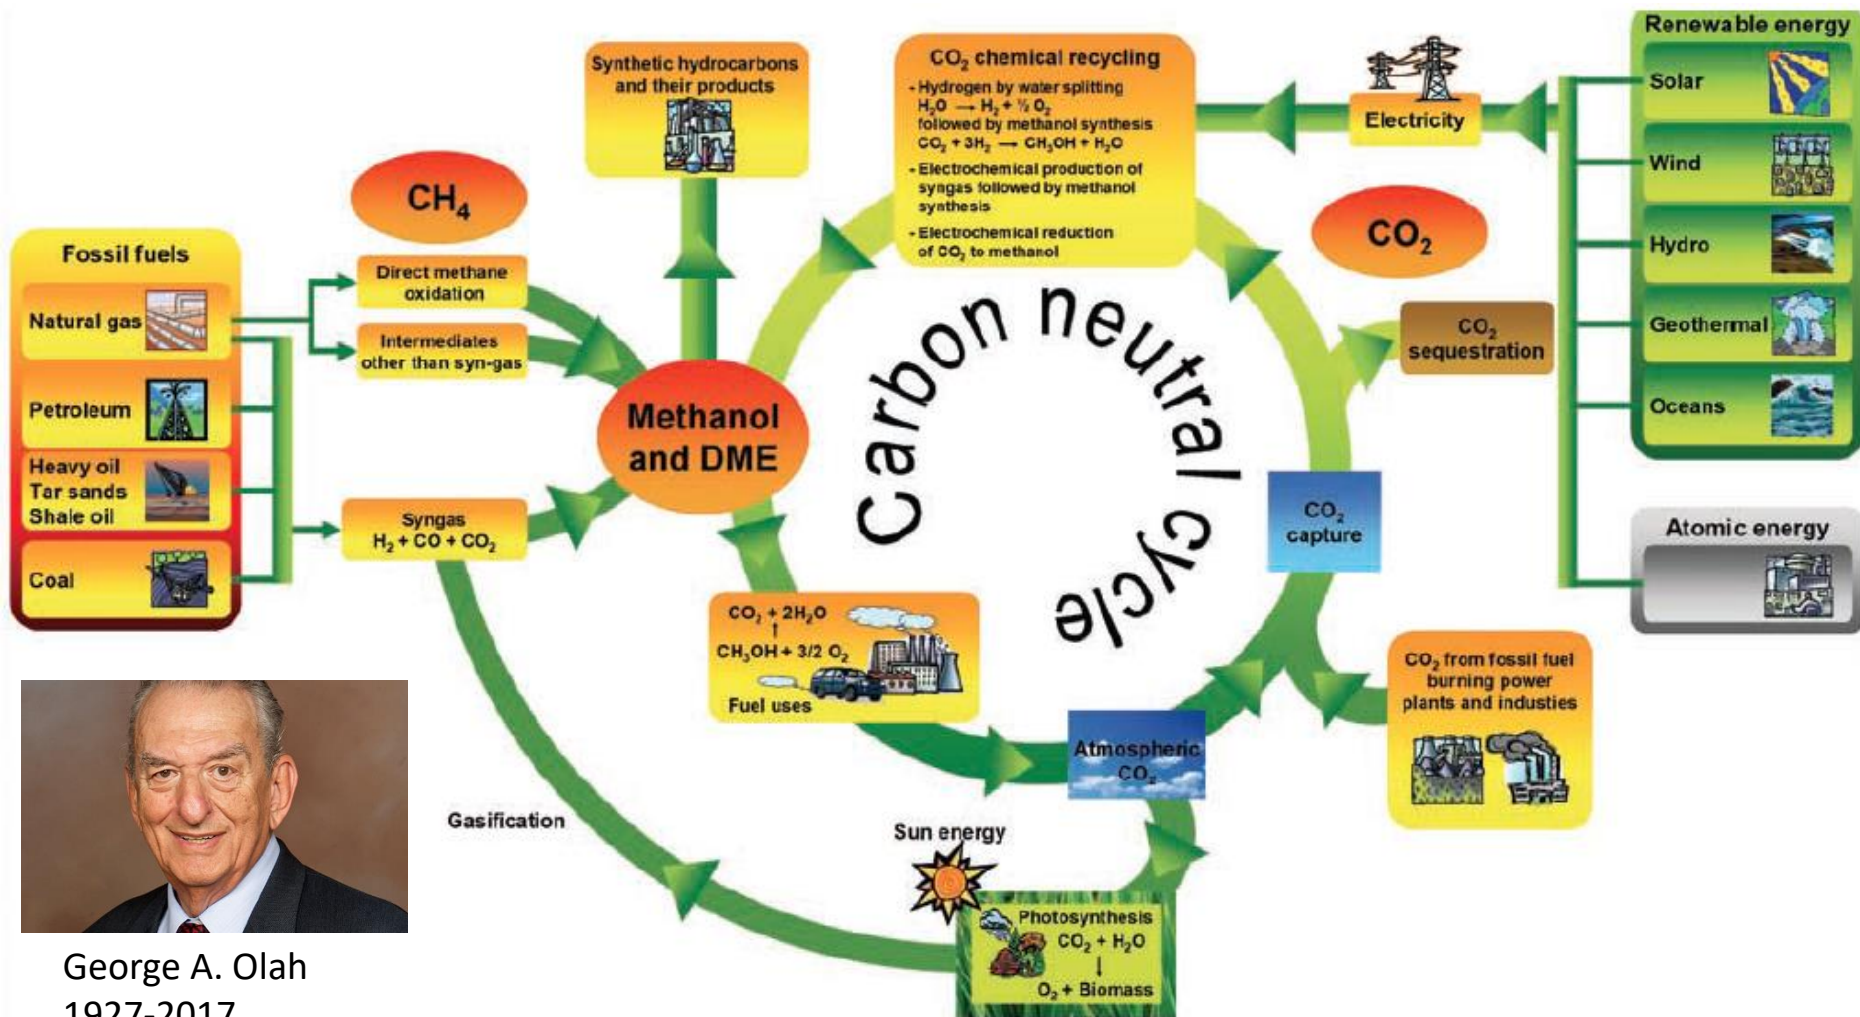 Fossil fuels
Natural gas
Petroleum
Heavy oil
Tar sands
Shale oil
Coal
CH₄
Direct methane
oxidation
Intermediates
other than syn-gas
Syngas
H₂ + CO + CO₂
Synthetic hydrocarbons
and their products
Methanol
and DME
CO₂ chemical recycling
- Hydrogen by water splitting
H₂O → H₂ + ½ O₂
followed by methanol synthesis
CO₂ + 3H₂ → CH₃OH + H₂O
- Electrochemical production of
syngas followed by methanol
synthesis
- Electrochemical reduction
of CO₂ to methanol
Electricity
Renewable energy
Solar
Wind
Hydro
Geothermal
Oceans
Atomic energy
CO₂
CO₂
sequestration
Carbon neutral cycle
CO₂
capture
CO₂ from fossil fuel
burning power
plants and industies
CO₂ + 2H₂O
↑
CH₃OH + 3/2 O₂
Fuel uses
Atmospheric
CO₂
Gasification
Sun energy
Photosynthesis
CO₂ + H₂O
↓
O₂ + Biomass
George A. Olah
1927-2017